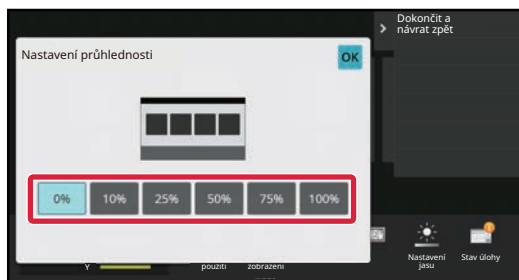 Dokončit a
návrat zpět
Nastavení průhlednosti
OK
0%
10%
25%
50%
75%
100%
Nastavení
jasu
Stav úlohy
Y
použití
zobrazení